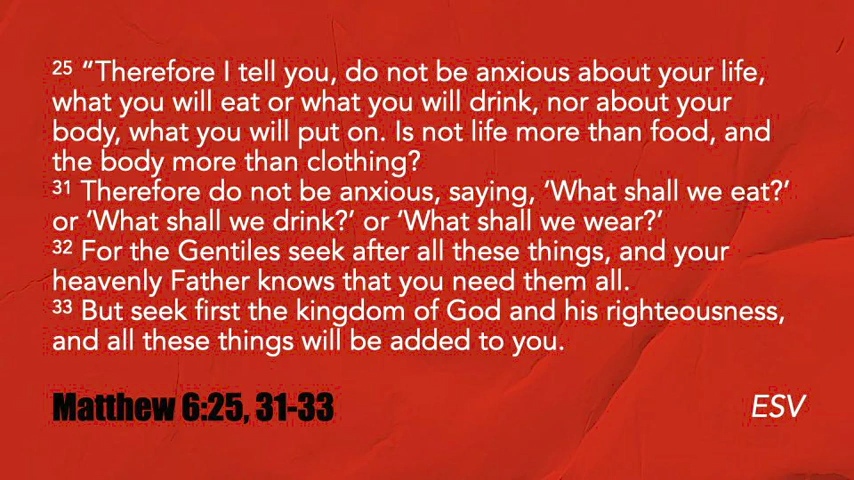 25 “Therefore I tell you, do not be anxious about your life,
what you will eat or what you will drink, nor about your
body, what you will put on. Is not life more than food, and
the body more than clothing?
31 Therefore do not be anxious, saying, ‘What shall we eat?’
or ‘What shall we drink?’ or ‘What shall we wear?’
32 For the Gentiles seek after all these things, and your
heavenly Father knows that you need them all.
33 But seek first the kingdom of God and his righteousness,
and all these things will be added to you.
Matthew 6:25, 31-33
ESV